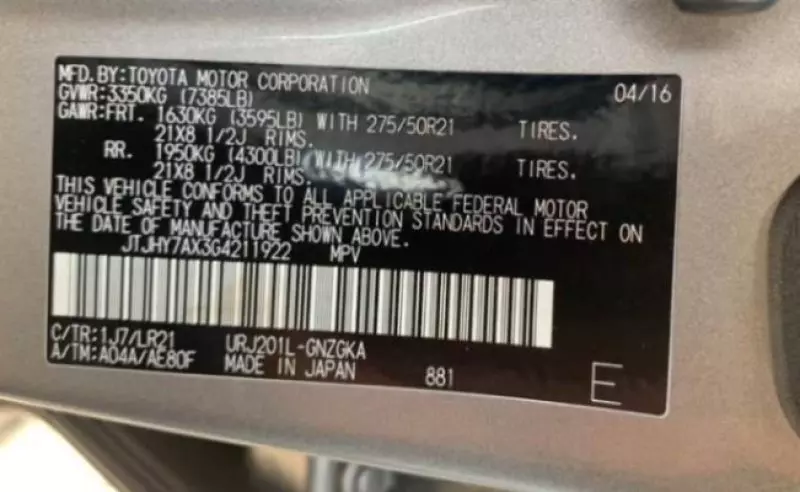 MFD.BY:TOYOTA MOTOR CORPORATION 04/16
GVWR:3350KG (7385LB)
GAWR:FRT. 1630KG (3595LB) WITH 275/50R21 TIRES.
21X8 1/2J RIMS.
RR. 1950KG (4300LB) WITH 275/50R21 TIRES.
21X8 1/2J RIMS.
THIS VEHICLE CONFORMS TO ALL APPLICABLE FEDERAL MOTOR
VEHICLE SAFETY AND THEFT PREVENTION STANDARDS IN EFFECT ON
THE DATE OF MANUFACTURE SHOWN ABOVE.
JTJHY7AX3G4211922 MPV
C/TR:1J7/LR21 URJ201L-GNZGKA
A/TM:A04A/AE80F MADE IN JAPAN 881 E